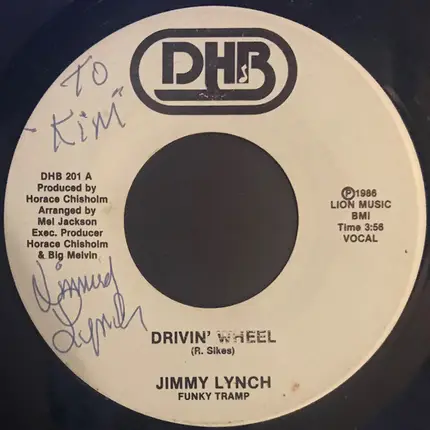 DHB
TO
"KiM"
DHB 201 A
Produced by
Horace Chisholm
Arranged by
Mel Jackson
Exec. Producer
Horace Chisholm
& Big Melvin
Jimmy
Lynch
Ⓟ1986
LION MUSIC
BMI
Time 3:56
VOCAL
DRIVIN' WHEEL
(R. Sikes)
JIMMY LYNCH
FUNKY TRAMP